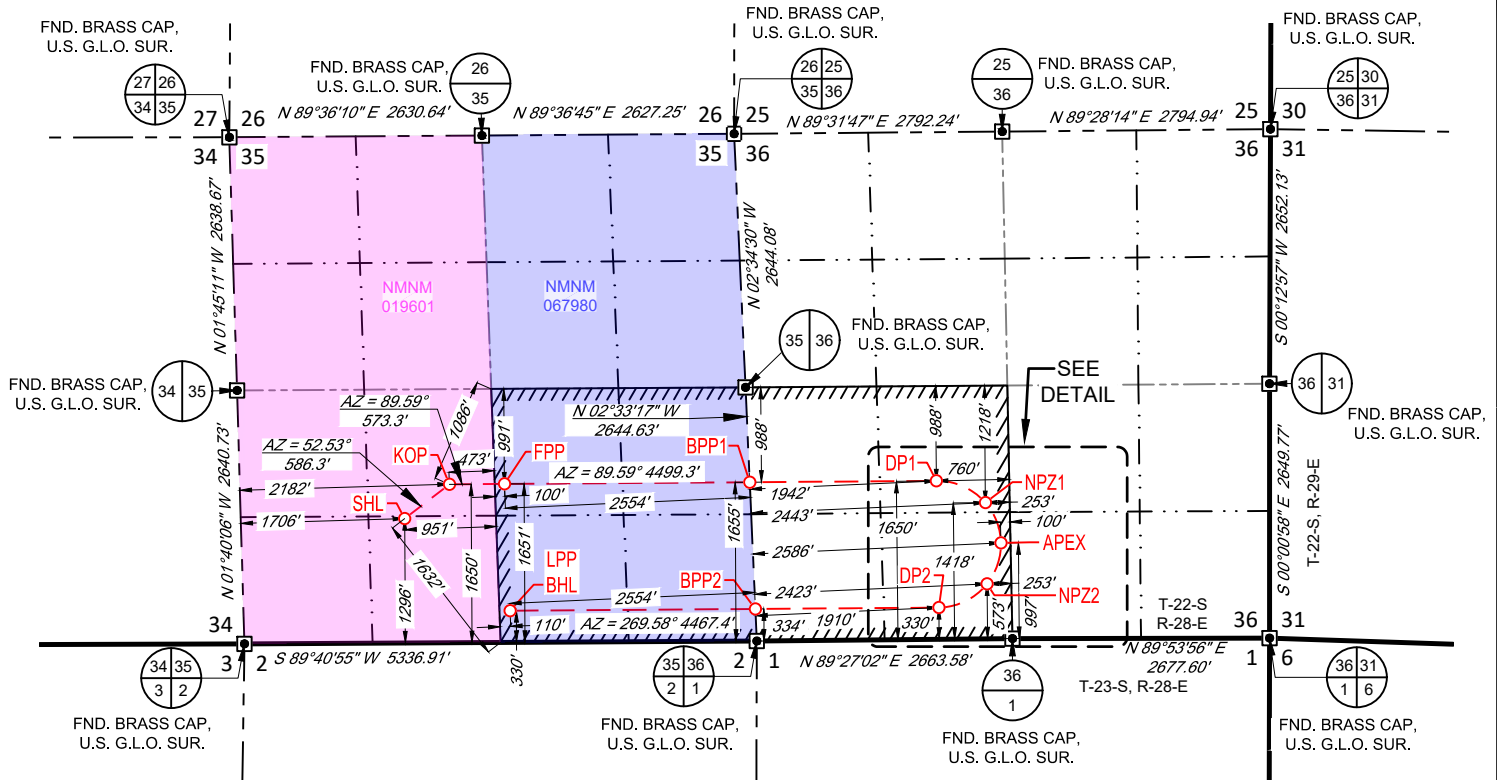 FND. BRASS CAP,
U.S. G.L.O. SUR.
27 26
34 35
FND. BRASS CAP,
U.S. G.L.O. SUR.
26
35
FND. BRASS CAP,
U.S. G.L.O. SUR.
26 25
35 36
25
36
FND. BRASS CAP,
U.S. G.L.O. SUR.
FND. BRASS CAP,
U.S. G.L.O. SUR.
25 30
36 31
27 26
34 35
N 89°36'10" E 2630.64'
N 89°36'45" E 2627.25'
26 25
35 36
N 89°31'47" E 2792.24'
N 89°28'14" E 2794.94'
25 30
36 31
N 01°45'11" W 2638.67'
NMNM
019601
NMNM
067980
N 02°34'30" W
2644.08'
S 00°12'57" W 2652.13'
FND. BRASS CAP,
U.S. G.L.O. SUR.
34 35
35 36
FND. BRASS CAP,
U.S. G.L.O. SUR.
SEE
DETAIL
36 31
FND. BRASS CAP,
U.S. G.L.O. SUR.
AZ = 89.59°
573.3'
1086'
991'
N 02°33'17" W
2644.63'
988'
988'
1218'
AZ = 52.53°
586.3'
KOP
473'
FPP
BPP1
AZ = 89.59° 4499.3'
DP1
760'
NPZ1
2182'
100'
2554'
1942'
2443'
253'
SHL
1706'
951'
1651'
1655'
1650'
100'
APEX
N 01°40'06" W 2640.73'
1632'
1296'
1650'
LPP
BHL
2586'
1418'
BPP2
DP2
2554'
2423'
253'
NPZ2
110'
AZ = 269.58° 4467.4'
334'
1910'
330'
573'
997'
330'
S 00°00'58" E 2649.77'
T-22-S, R-29-E
T-22-S
R-28-E
34
3 2
S 89°40'55" W 5336.91'
2 1
N 89°27'02" E 2663.58'
N 89°53'56" E
2677.60'
36 31
1 6
T-23-S, R-28-E
34 35
3 2
FND. BRASS CAP,
U.S. G.L.O. SUR.
35 36
2 1
FND. BRASS CAP,
U.S. G.L.O. SUR.
36
1
FND. BRASS CAP,
U.S. G.L.O. SUR.
36 31
1 6
FND. BRASS CAP,
U.S. G.L.O. SUR.